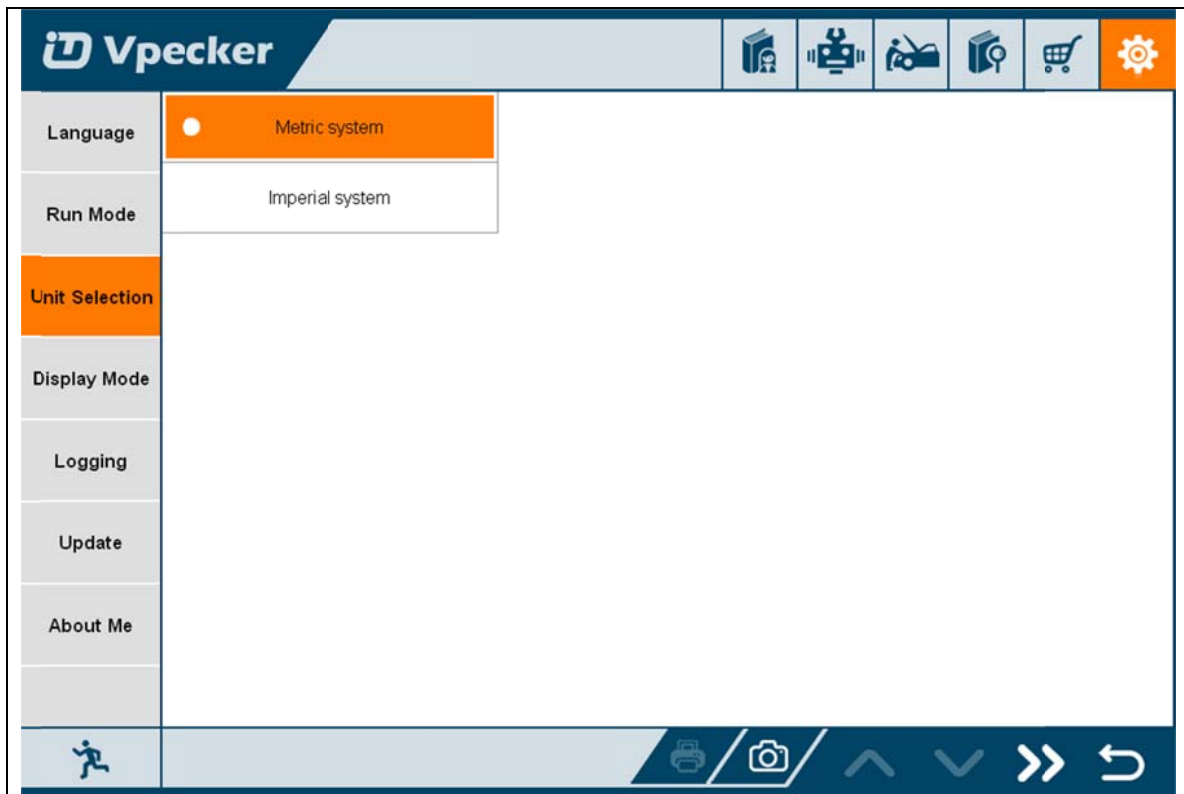 Vpecker
Language
Metric system
Imperial system
Run Mode
Unit Selection
Display Mode
Logging
Update
About Me